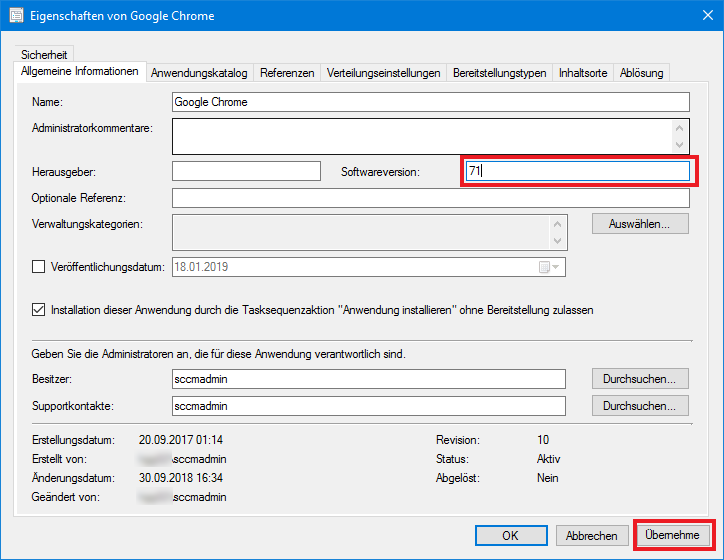 Eigenschaften von Google Chrome
Sicherheit
Allgemeine Informationen Anwendungskatalog Referenzen Verteilungseinstellungen Bereitstellungstypen Inhaltsorte Ablösung
Name: Google Chrome
Administratorkommentare:
Herausgeber: Softwareversion: 71
Optionale Referenz:
Verwaltungskategorien: Auswählen...
Veröffentlichungsdatum: 18.01.2019
Installation dieser Anwendung durch die Tasksequenzaktion "Anwendung installieren" ohne Bereitstellung zulassen
Geben Sie die Administratoren an, die für diese Anwendung verantwortlich sind.
Besitzer: sccmadmin Durchsuchen...
Supportkontakte: sccmadmin Durchsuchen...
Erstellungsdatum: 20.09.2017 01:14 Revision: 10
Erstellt von: \sccmadmin Status: Aktiv
Änderungsdatum: 30.09.2018 16:34 Abgelöst: Nein
Geändert von: \sccmadmin
OK Abbrechen Übernehme